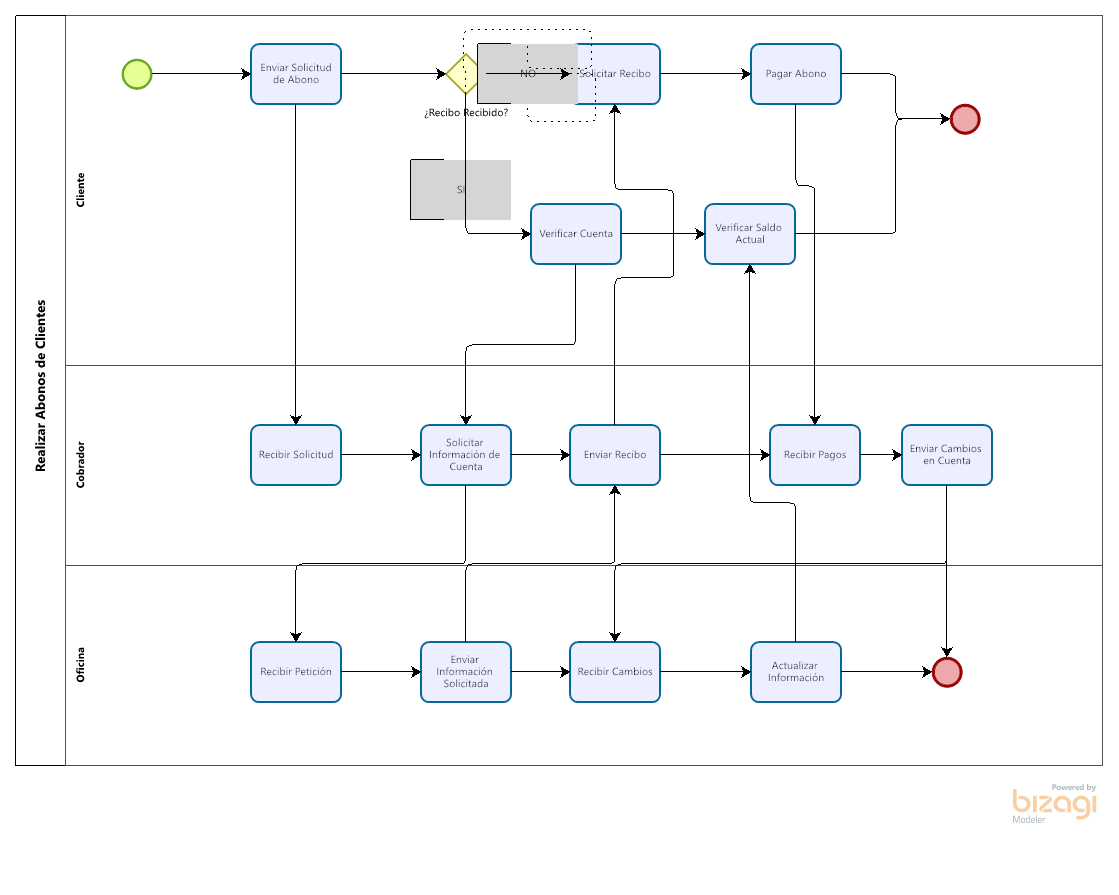 Realizar Abonos de Clientes
Cliente
Enviar Solicitud
de Abono
¿Recibo Recibido?
NO
Solicitar Recibo
Pagar Abono
SI
Verificar Cuenta
Verificar Saldo
Actual
Cobrador
Recibir Solicitud
Solicitar
Información de
Cuenta
Enviar Recibo
Recibir Pagos
Enviar Cambios
en Cuenta
Oficina
Recibir Petición
Enviar
Información
Solicitada
Recibir Cambios
Actualizar
Información
Powered by
bizagi
Modeler